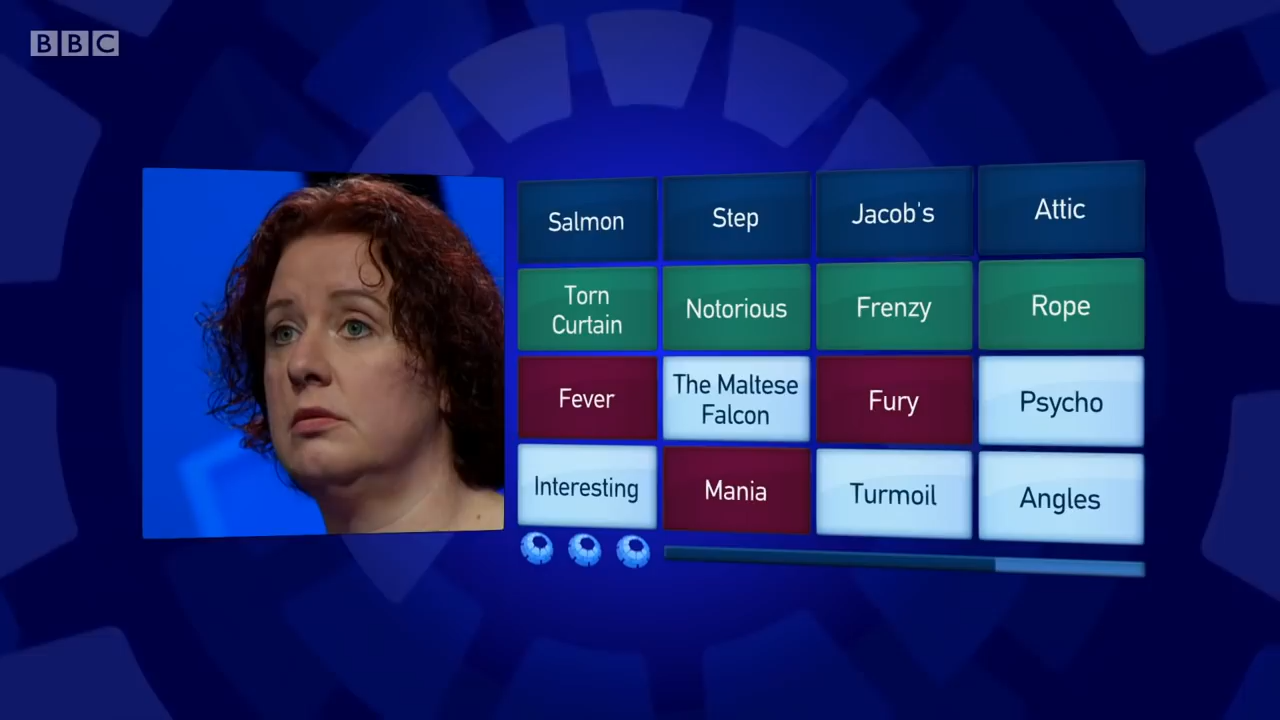 BBC
Salmon
Step
Jacob's
Attic
Torn
Curtain
Notorious
Frenzy
Rope
Fever
The Maltese
Falcon
Fury
Psycho
Interesting
Mania
Turmoil
Angles